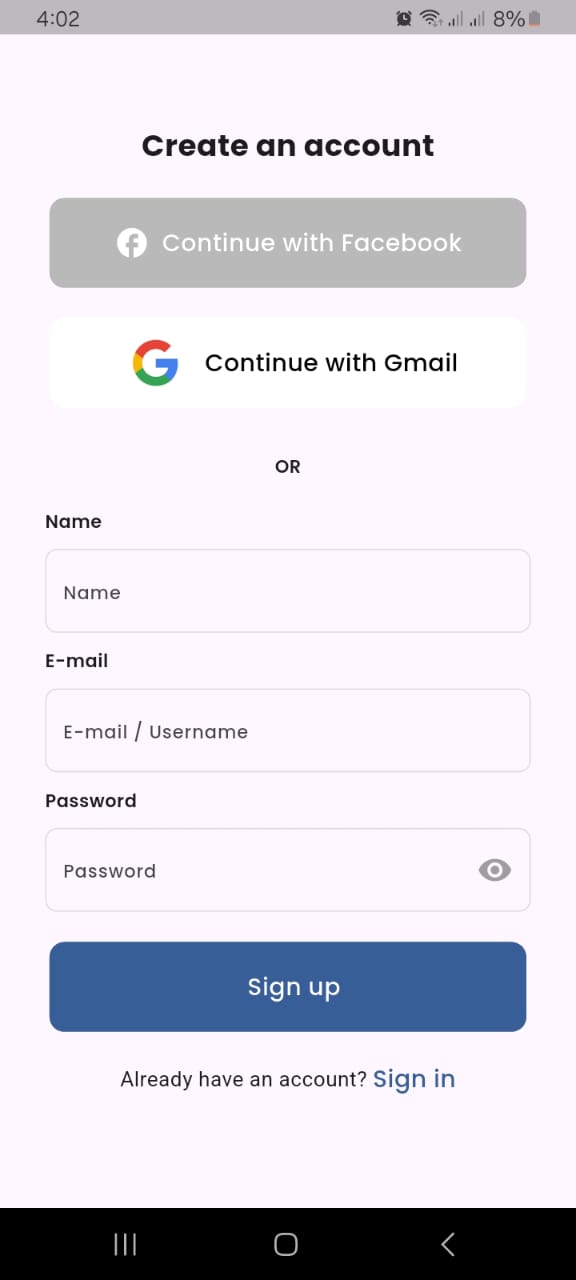 4:02
8%
Create an account
Continue with Facebook
Continue with Gmail
OR
Name
Name
E-mail
E-mail / Username
Password
Password
Sign up
Already have an account? Sign in